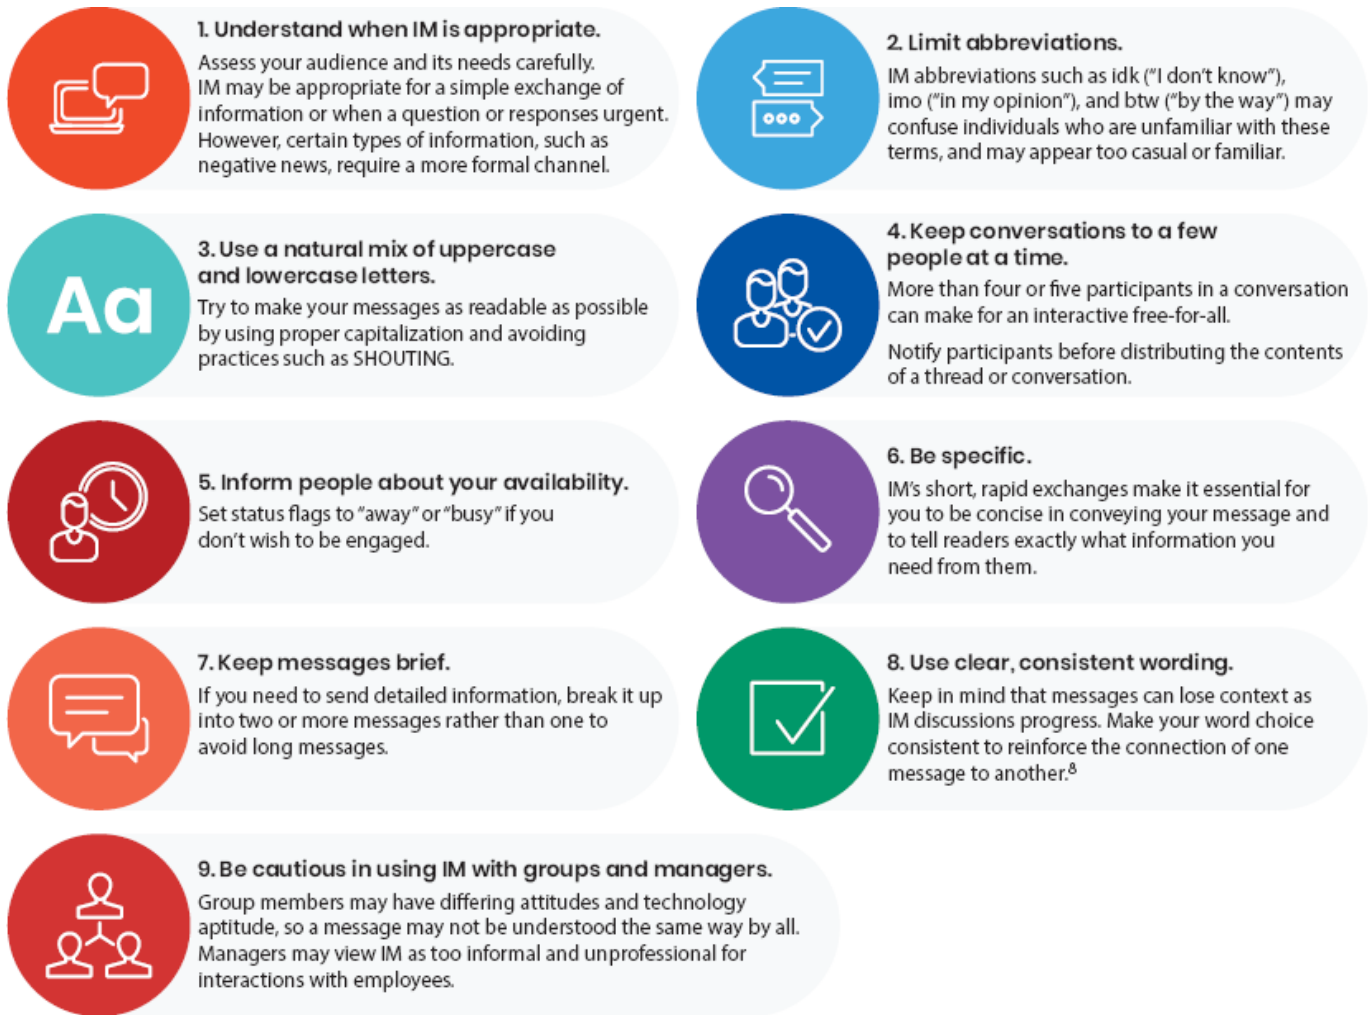 1. Understand when IM is appropriate.
Assess your audience and its needs carefully.
IM may be appropriate for a simple exchange of
information or when a question or responses urgent.
However, certain types of information, such as
negative news, require a more formal channel.
2. Limit abbreviations.
IM abbreviations such as idk (“I don’t know”),
imo (“in my opinion”), and btw (“by the way”) may
confuse individuals who are unfamiliar with these
terms, and may appear too casual or familiar.
Aa
3. Use a natural mix of uppercase
and lowercase letters.
Try to make your messages as readable as possible
by using proper capitalization and avoiding
practices such as SHOUTING.
4. Keep conversations to a few
people at a time.
More than four or five participants in a conversation
can make for an interactive free-for-all.
Notify participants before distributing the contents
of a thread or conversation.
5. Inform people about your availability.
Set status flags to “away” or “busy” if you
don’t wish to be engaged.
6. Be specific.
IM’s short, rapid exchanges make it essential for
you to be concise in conveying your message and
to tell readers exactly what information you
need from them.
7. Keep messages brief.
If you need to send detailed information, break it up
into two or more messages rather than one to
avoid long messages.
8. Use clear, consistent wording.
Keep in mind that messages can lose context as
IM discussions progress. Make your word choice
consistent to reinforce the connection of one
message to another.8
9. Be cautious in using IM with groups and managers.
Group members may have differing attitudes and technology
aptitude, so a message may not be understood the same way by all.
Managers may view IM as too informal and unprofessional for
interactions with employees.